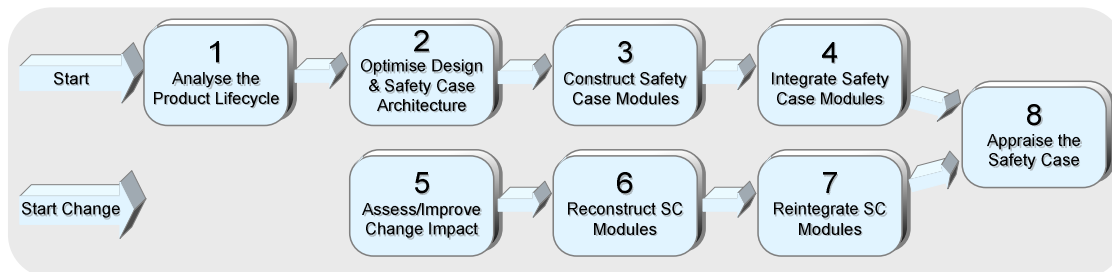 Start
1
Analyse the
Product Lifecycle
2
Optimise Design
& Safety Case
Architecture
3
Construct Safety
Case Modules
4
Integrate Safety
Case Modules
8
Appraise the
Safety Case
Start Change
5
Assess/Improve
Change Impact
6
Reconstruct SC
Modules
7
Reintegrate SC
Modules